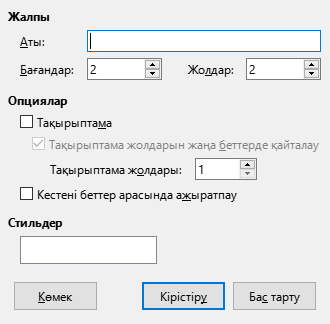 Жалпы
Аты:
Бағандар: 2 Жолдар: 2
Опциялар
Тақырыптама
Тақырыптама жолдарын жаңа беттерде қайталау
Тақырыптама жолдары: 1
Кестені беттер арасында ажыратпау
Стильдер
Көмек Кірістіру Бас тарту